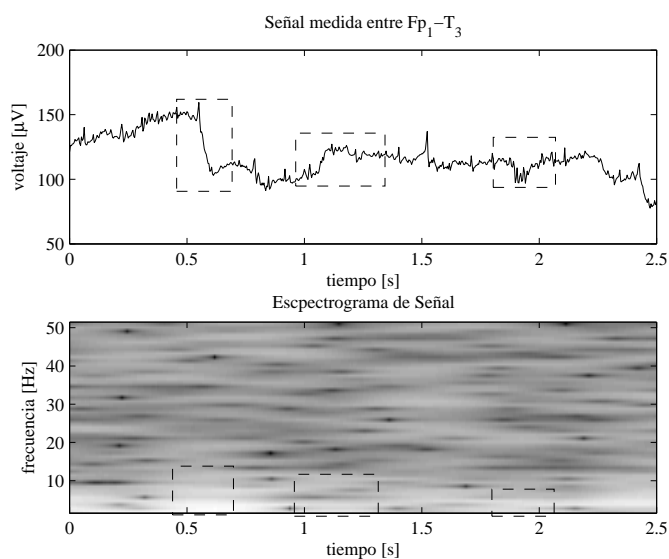 Señal medida entre Fp1−T3
200
150
100
50
voltaje [µV]
0 0.5 1 1.5 2 2.5
tiempo [s]
Escpectrograma de Señal
50
40
30
20
10
frecuencia [Hz]
0 0.5 1 1.5 2 2.5
tiempo [s]